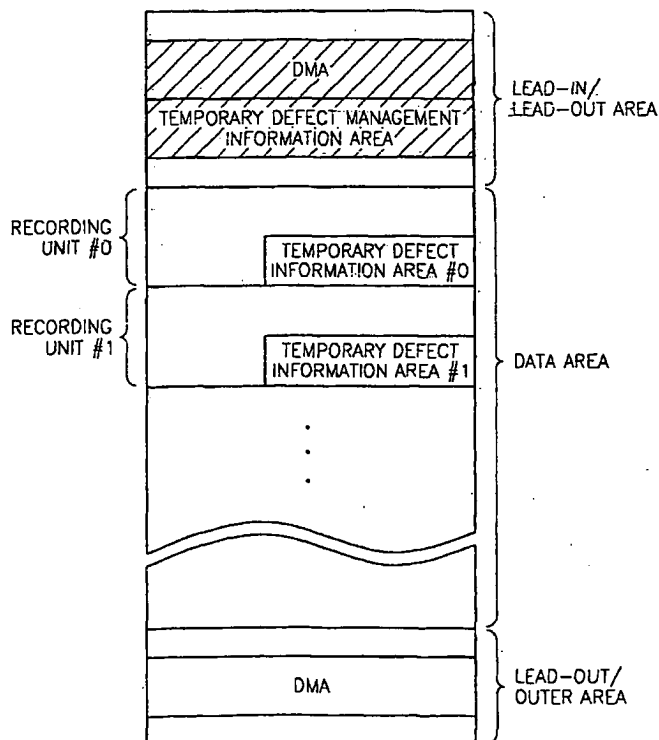 DMA
TEMPORARY DEFECT MANAGEMENT
INFORMATION AREA
LEAD-IN/
LEAD-OUT AREA
RECORDING
UNIT #0
TEMPORARY DEFECT
INFORMATION AREA #0
RECORDING
UNIT #1
TEMPORARY DEFECT
INFORMATION AREA #1
DATA AREA
DMA
LEAD-OUT/
OUTER AREA